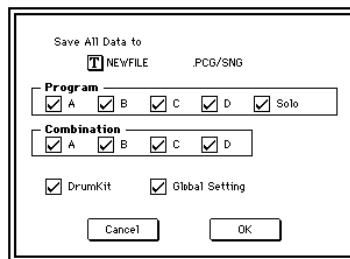 Save All Data to
T NEWFILE .PCG/SNG
Program
A B C D Solo
Combination
A B C D
DrumKit Global Setting
Cancel OK